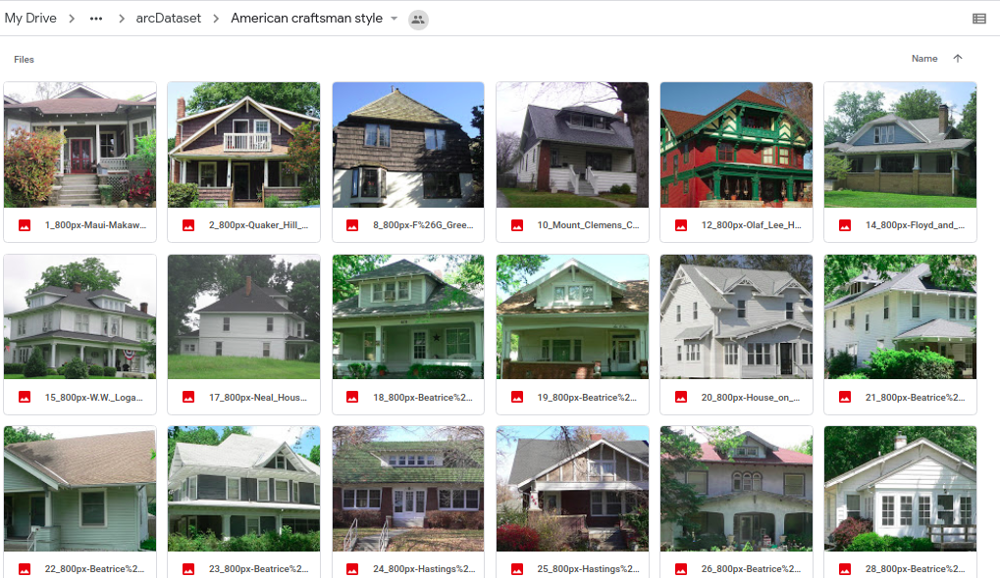 My Drive > ••• > arcDataset > American craftsman style
Files
Name
1_800px-Maui-Makaw...
2_800px-Quaker_Hill_...
8_800px-F%26G_Gree...
10_Mount_Clemens_C...
12_800px-Olaf_Lee_H...
14_800px-Floyd_and_...
15_800px-W.W._Loga...
17_800px-Neal_Hous...
18_800px-Beatrice%2...
19_800px-Beatrice%2...
20_800px-House_on_...
21_800px-Beatrice%2...
22_800px-Beatrice%2...
23_800px-Beatrice%2...
24_800px-Hastings%2...
25_800px-Hastings%2...
26_800px-Beatrice%2...
28_800px-Beatrice%2...